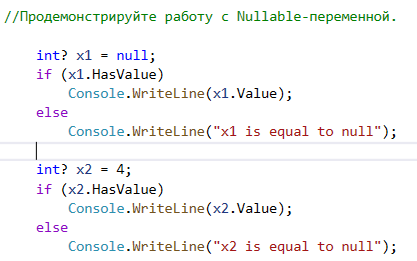 //Продемонстрируйте работу с Nullable-переменной.
int? x1 = null;
if (x1.HasValue)
Console.WriteLine(x1.Value);
else
Console.WriteLine("x1 is equal to null");
int? x2 = 4;
if (x2.HasValue)
Console.WriteLine(x2.Value);
else
Console.WriteLine("x2 is equal to null");